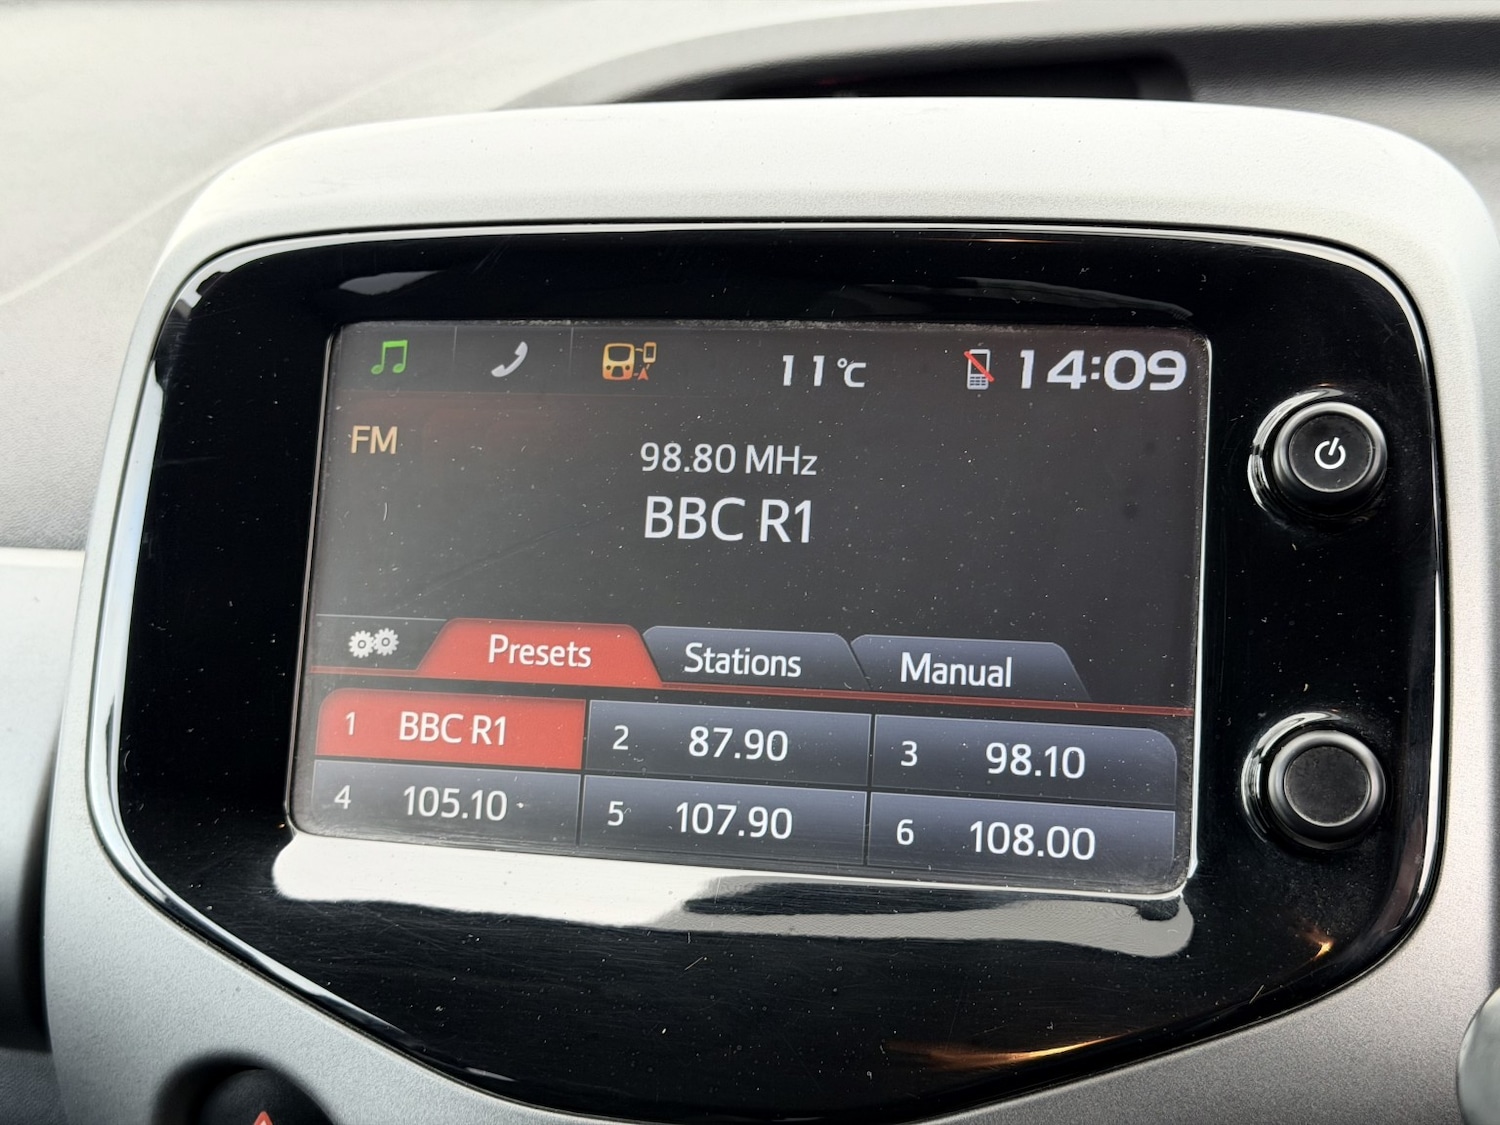 11°C 14:09
FM
98.80 MHz
BBC R1
Presets Stations Manual
1 BBC R1 2 87.90 3 98.10
4 105.10 5 107.90 6 108.00